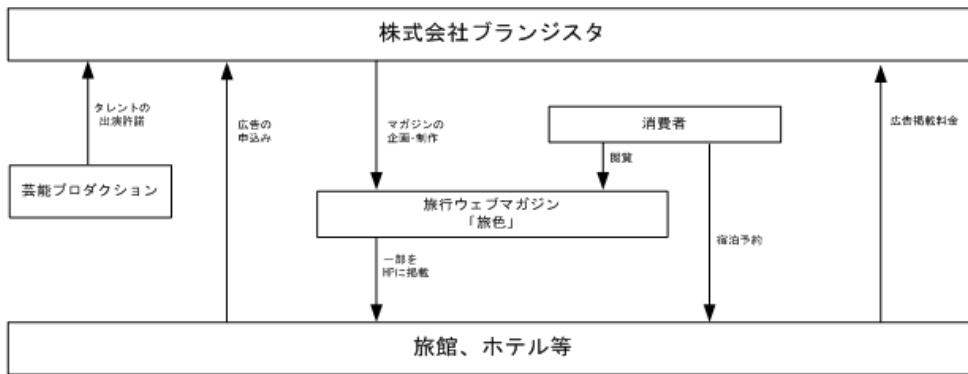 株式会社ブランジスタ
タレントの
出演許諾
広告の
申込み
マガジンの
企画・制作
消費者
広告掲載料金
閲覧
芸能プロダクション
旅行ウェブマガジン
「旅色」
宿泊予約
一部を
HPに掲載
旅館、ホテル等